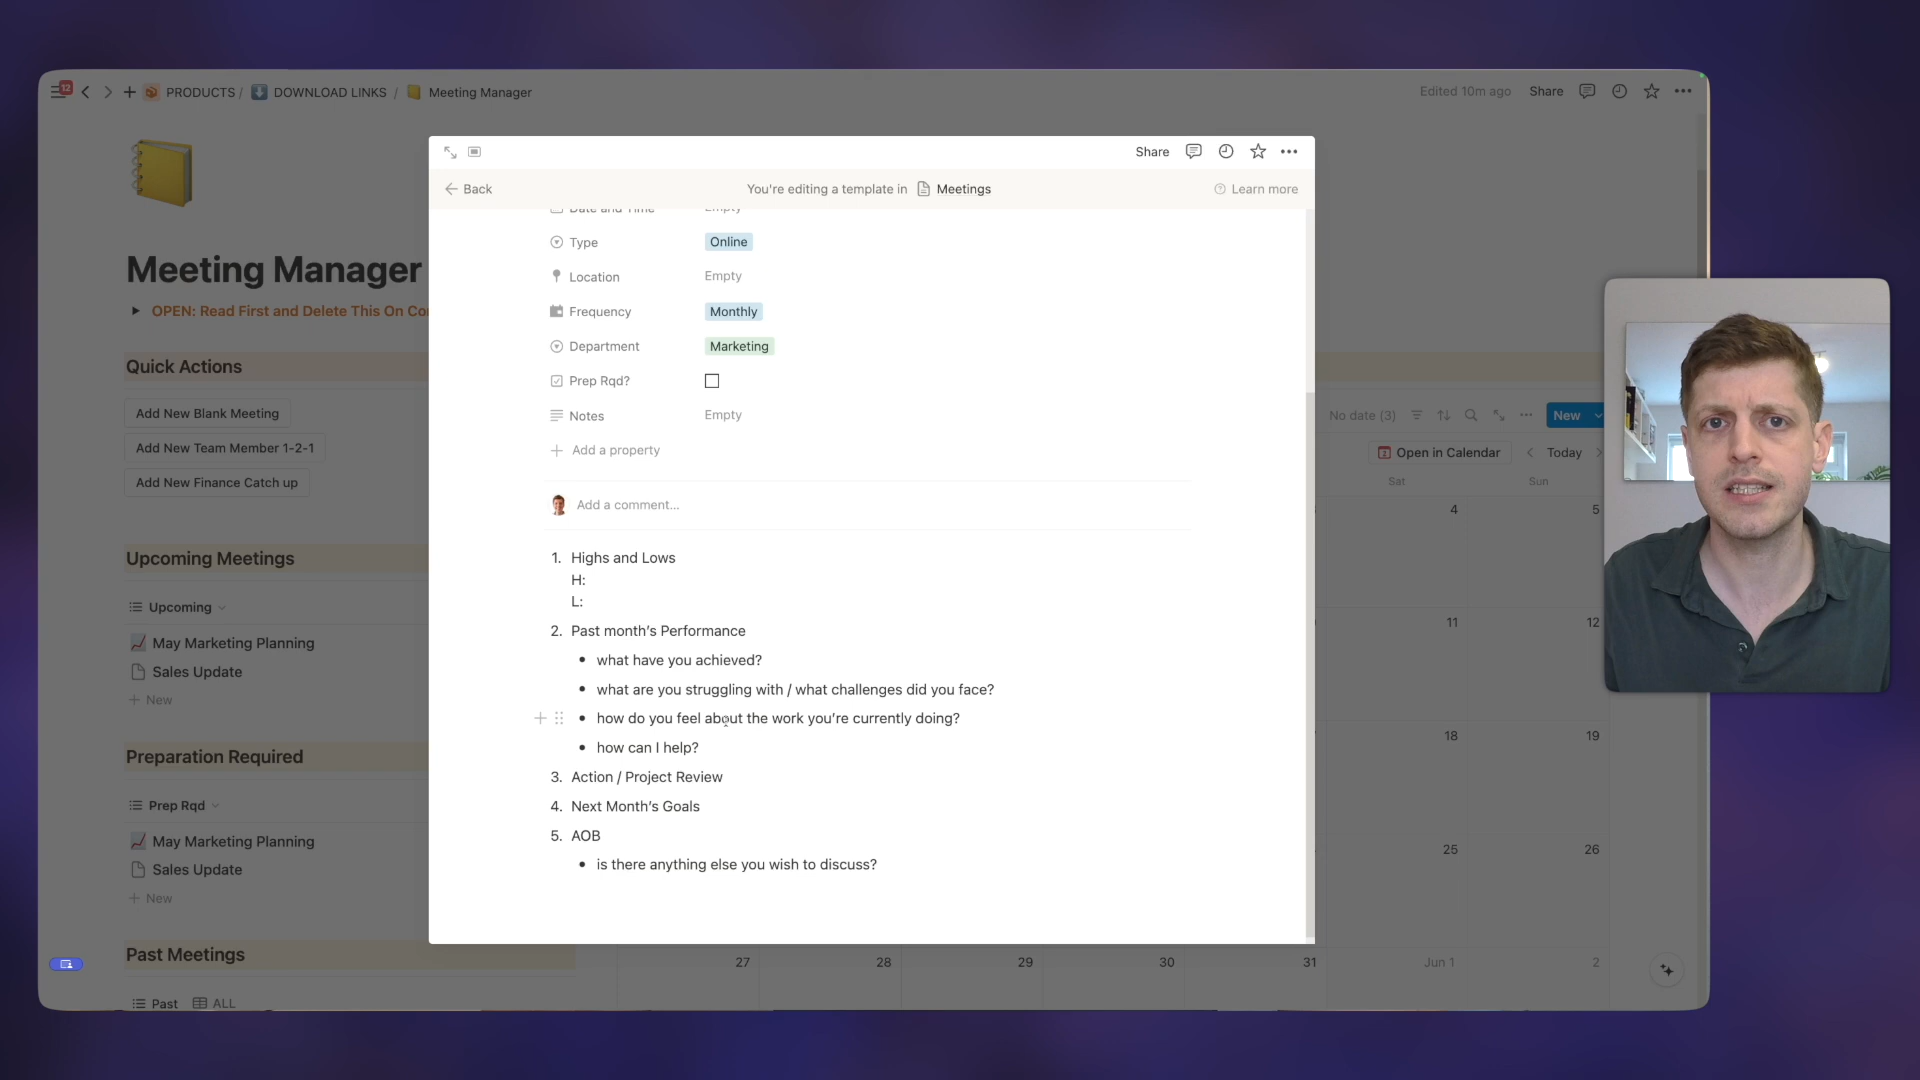 12
PRODUCTS / DOWNLOAD LINKS / Meeting Manager
Edited 10m ago Share
Meeting Manager
OPEN: Read First and Delete This On Co
Quick Actions
Add New Blank Meeting
Add New Team Member 1-2-1
Add New Finance Catch up
Upcoming Meetings
Upcoming
May Marketing Planning
Sales Update
New
Preparation Required
Prep Rqd
May Marketing Planning
Sales Update
New
Past Meetings
Past ALL
Share
Back
You're editing a template in Meetings
Learn more
Date and Time Empty
Type Online
Location Empty
Frequency Monthly
Department Marketing
Prep Rqd?
Notes Empty
Add a property
Add a comment...
1. Highs and Lows
H:
L:
2. Past month's Performance
• what have you achieved?
• what are you struggling with / what challenges did you face?
• how do you feel about the work you're currently doing?
• how can I help?
3. Action / Project Review
4. Next Month's Goals
5. AOB
• is there anything else you wish to discuss?
No date (3) New
Open in Calendar Today
Sat Sun
4 5
11 12
18 19
25 26
27 28 29 30 31 Jun 1 2